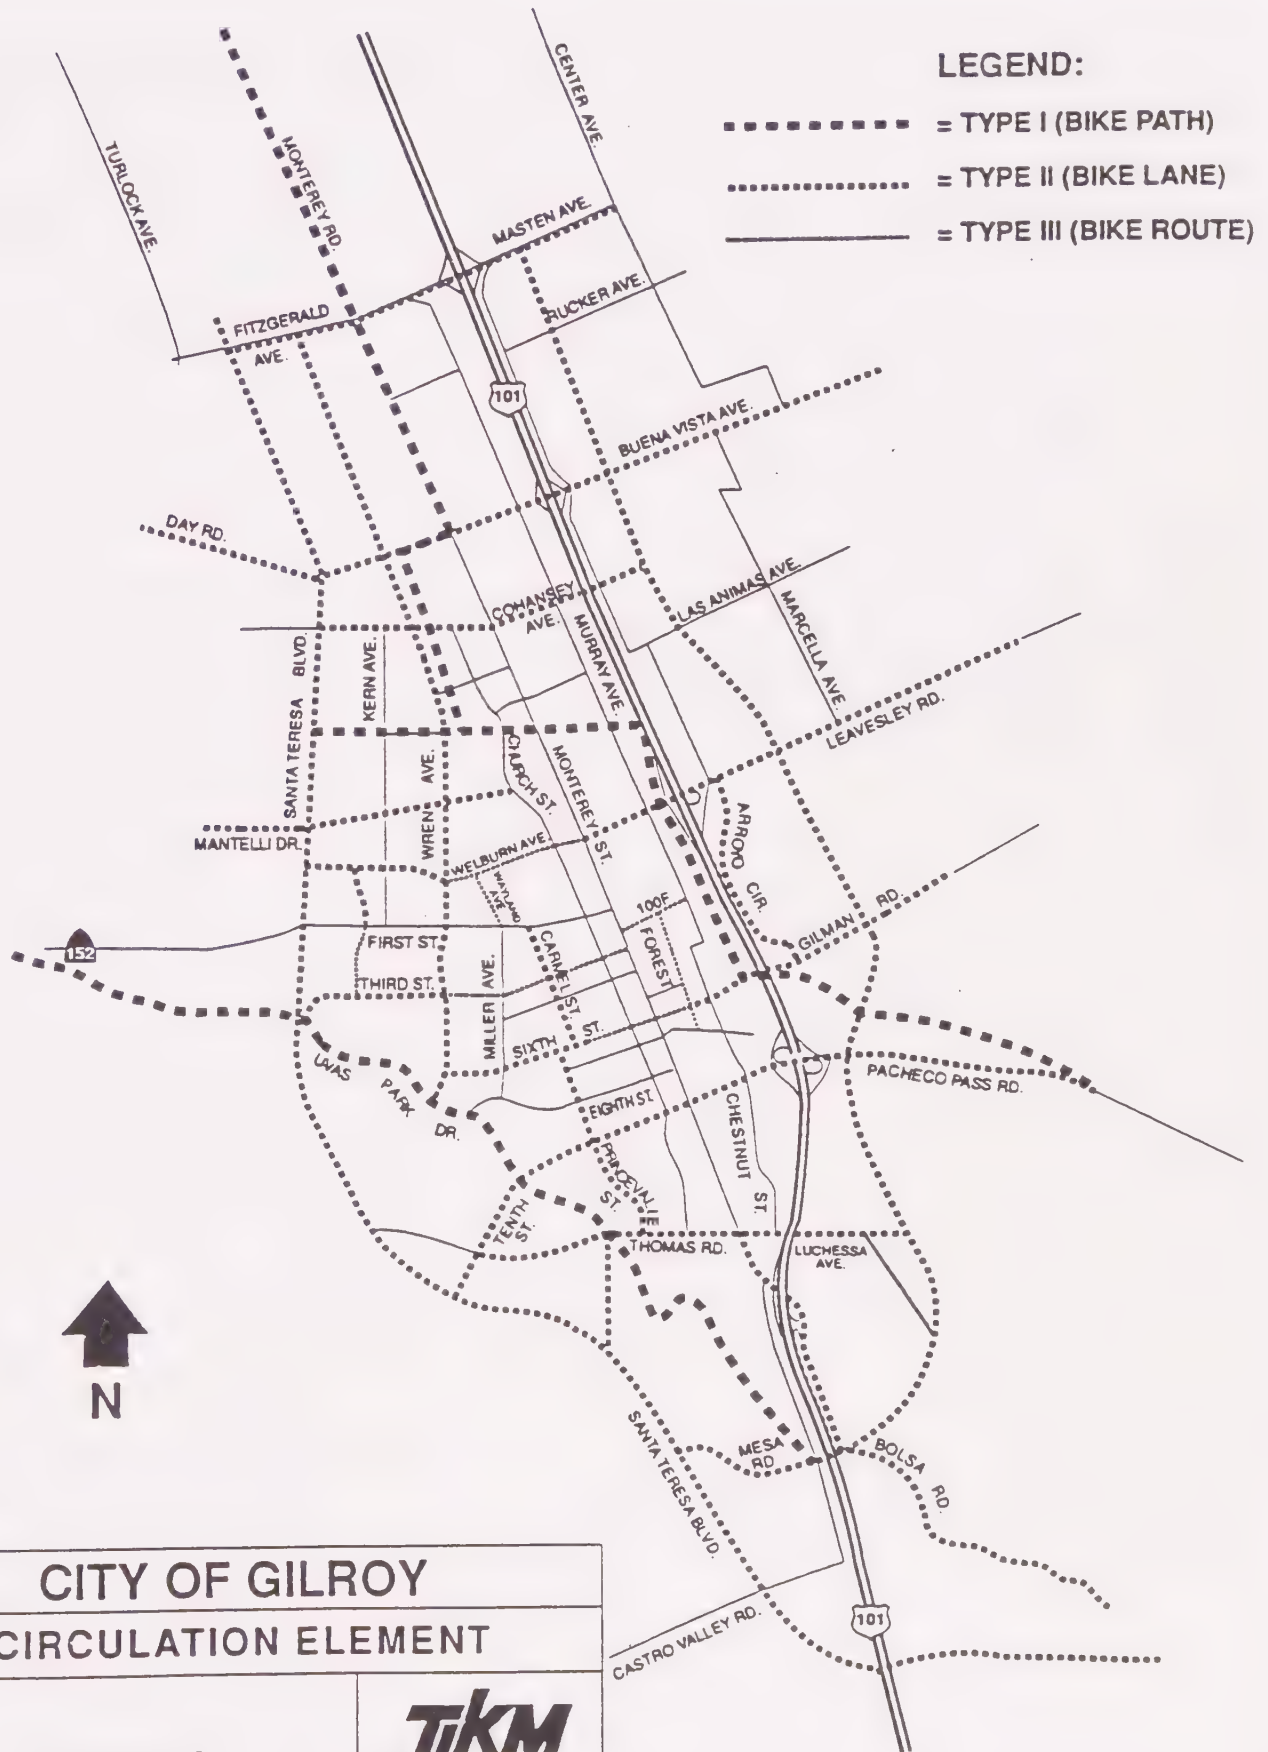 LEGEND:
= TYPE I (BIKE PATH)
= TYPE II (BIKE LANE)
= TYPE III (BIKE ROUTE)
CENTER AVE.
TURLOCK AVE.
MONTEREY RD.
MASTEN AVE.
RUCKER AVE.
FITZGERALD
AVE.
101
BUENA VISTA AVE.
DAY RD.
COHANSEY
AVE.
LAS ANIMAS AVE.
MURRAY AVE.
MARCELLA AVE.
SANTA TERESA BLVD.
KERN AVE.
LEAVESLEY RD.
WREN AVE.
CHURCH ST.
MONTEREY ST.
MANTELLI DR.
WELBURN AVE.
WAYLAND
AVE
ARROYO CIR.
GILMAN RD.
100F
FOREST
152
FIRST ST.
CARMEL ST.
THIRD ST.
MILLER AVE.
SIXTH ST.
UVAS PARK DR.
PACHECO PASS RD.
EIGHTH ST.
CHESTNUT ST.
PRINCEVALLE
ST.
TENTH
ST.
THOMAS RD.
LUCHESSA
AVE.
N
MESA
RD
BOLSA RD.
SANTA TERESA BLVD.
CASTRO VALLEY RD.
101
CITY OF GILROY
CIRCULATION ELEMENT
TJKM